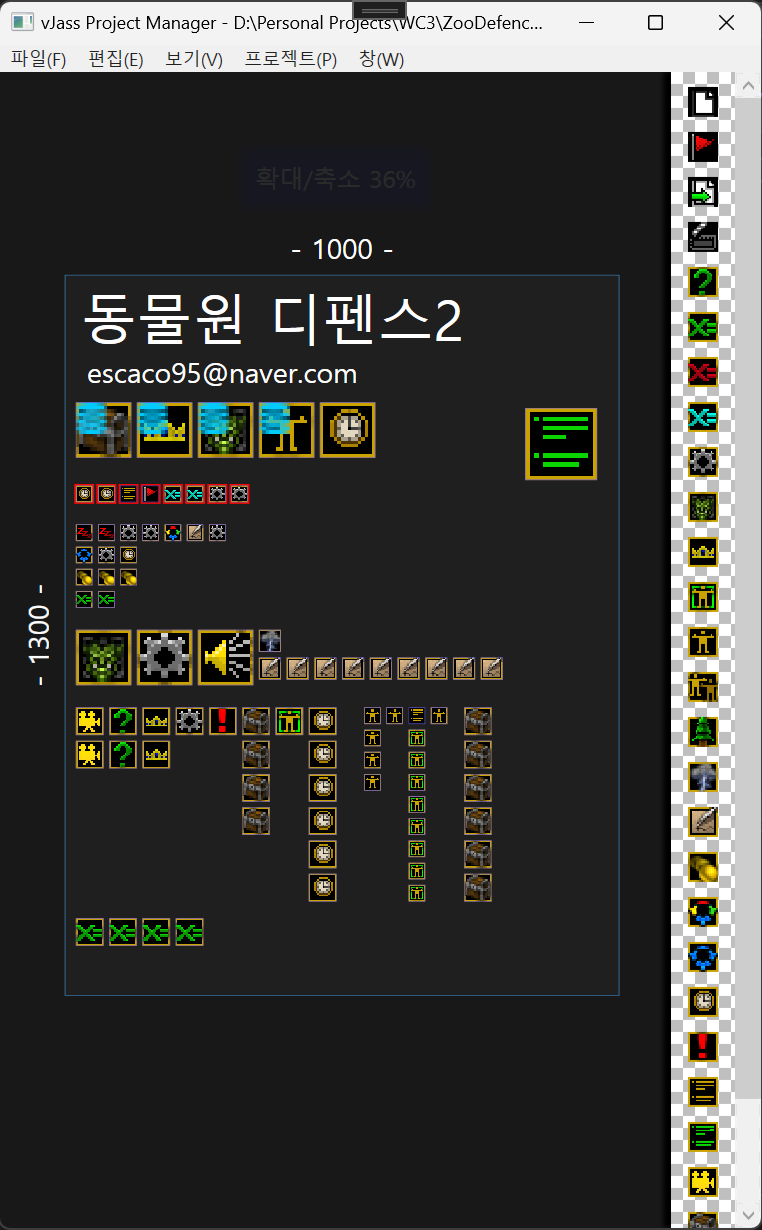 vJass Project Manager - D:\Personal Projects\WC3\ZooDefenc...
파일(F) 편집(E) 보기(V) 프로젝트(P) 창(W)
확대/축소 36%
- 1000 -
동물원 디펜스2
escaco95@naver.com
- 1300 -